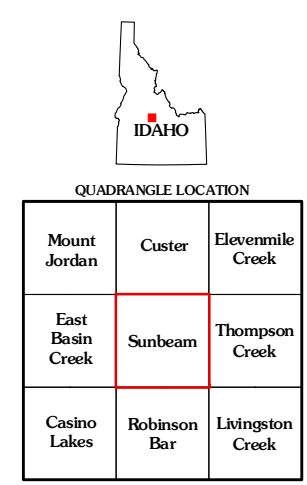 IDAHO
QUADRANGLE LOCATION
Mount
Jordan
Custer
Elevenmile
Creek
East
Basin
Creek
Sunbeam
Thompson
Creek
Casino
Lakes
Robinson
Bar
Livingston
Creek